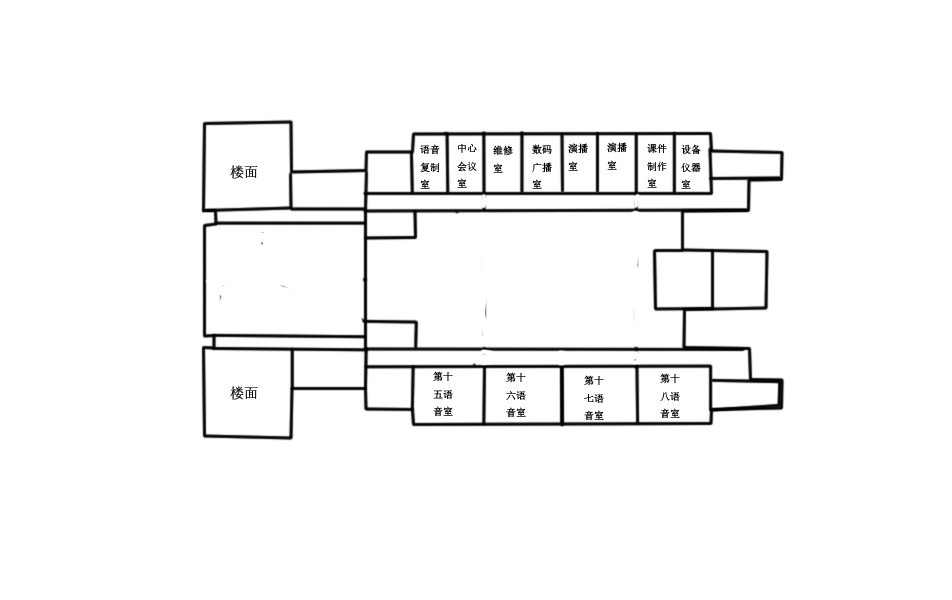 楼面
语音
复制
室
中心
会议
室
维修
室
数码
广播
室
演播
室
演播
室
课件
制作
室
设备
仪器
室
楼面
第十
五语
音室
第十
六语
音室
第十
七语
音室
第十
八语
音室